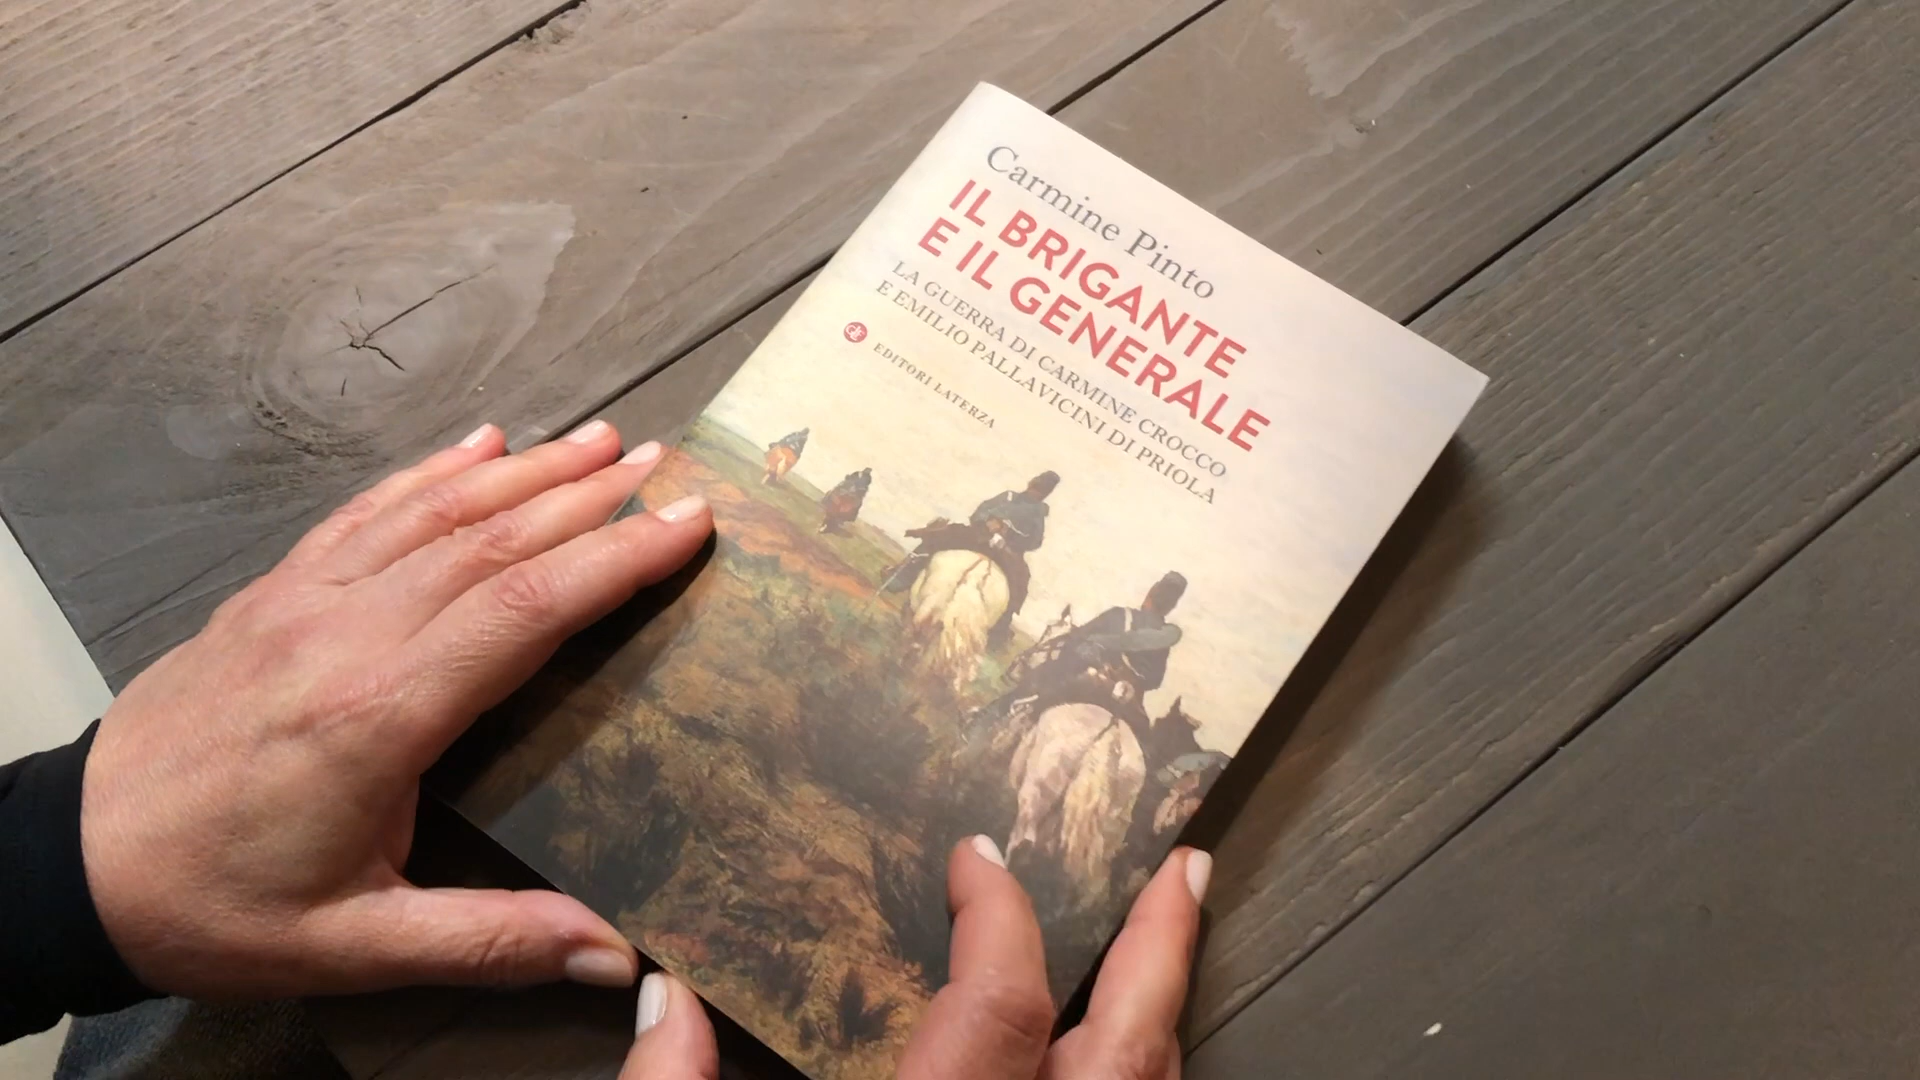 Carmine Pinto
IL BRIGANTE
E IL GENERALE
LA GUERRA DI CARMINE CROCCO
E EMILIO PALLAVICINI DI PRIOLA
EDITORI LATERZA